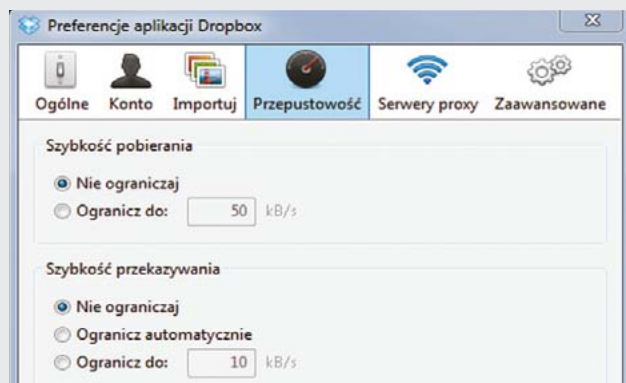 Preferencje aplikacji Dropbox
Ogólne Konto Importuj Przepustowość Serwery proxy Zaawansowane
Szybkość pobierania
Nie ograniczaj
Ogranicz do: 50 kB/s
Szybkość przekazywania
Nie ograniczaj
Ogranicz automatycznie
Ogranicz do: 10 kB/s